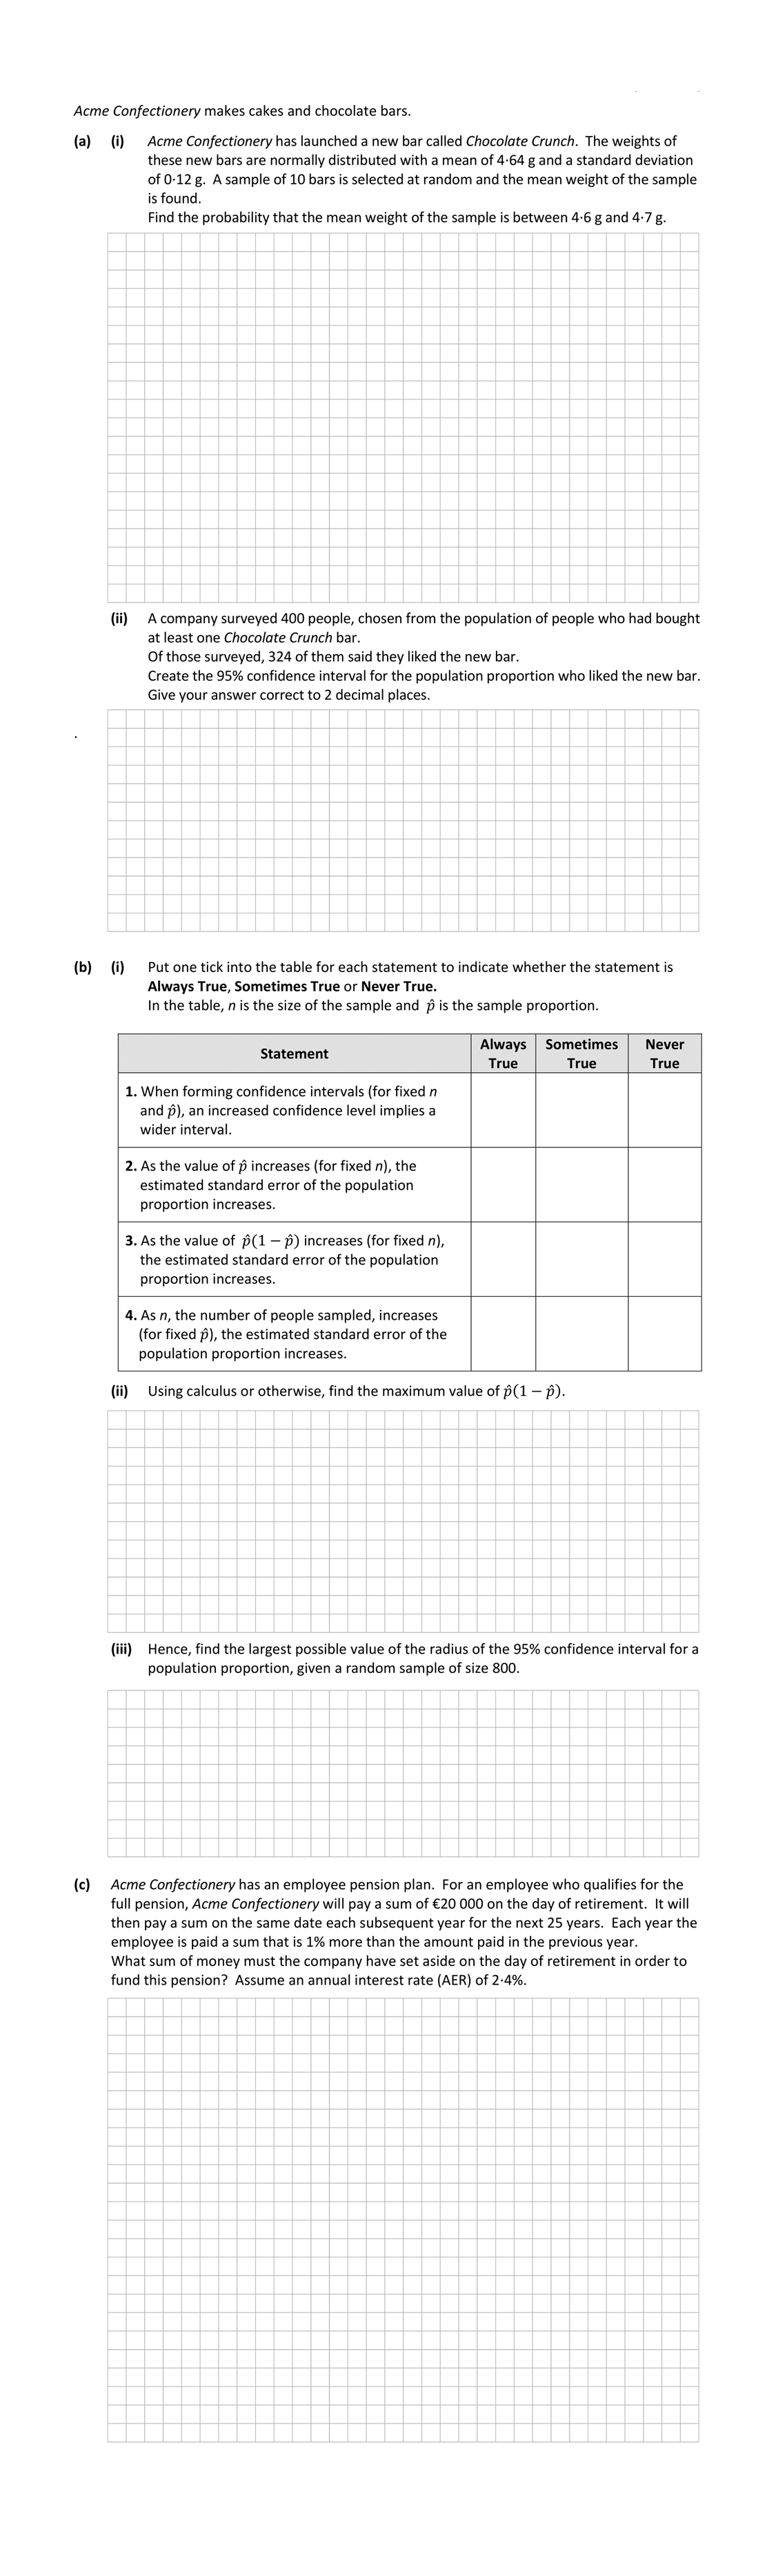 Acme Confectionery makes cakes and chocolate bars.
(a) (i) Acme Confectionery has launched a new bar called Chocolate Crunch. The weights of
these new bars are normally distributed with a mean of 4·64 g and a standard deviation
of 0·12 g. A sample of 10 bars is selected at random and the mean weight of the sample
is found.
Find the probability that the mean weight of the sample is between 4·6 g and 4·7 g.
(ii) A company surveyed 400 people, chosen from the population of people who had bought
at least one Chocolate Crunch bar.
Of those surveyed, 324 of them said they liked the new bar.
Create the 95% confidence interval for the population proportion who liked the new bar.
Give your answer correct to 2 decimal places.
(b) (i) Put one tick into the table for each statement to indicate whether the statement is
Always True, Sometimes True or Never True.
In the table, n is the size of the sample and p̂ is the sample proportion.
Statement
Always
True
Sometimes
True
Never
True
1. When forming confidence intervals (for fixed n
and p̂), an increased confidence level implies a
wider interval.
2. As the value of p̂ increases (for fixed n), the
estimated standard error of the population
proportion increases.
3. As the value of p̂(1 − p̂) increases (for fixed n),
the estimated standard error of the population
proportion increases.
4. As n, the number of people sampled, increases
(for fixed p̂), the estimated standard error of the
population proportion increases.
(ii) Using calculus or otherwise, find the maximum value of p̂(1 − p̂).
(iii) Hence, find the largest possible value of the radius of the 95% confidence interval for a
population proportion, given a random sample of size 800.
(c) Acme Confectionery has an employee pension plan. For an employee who qualifies for the
full pension, Acme Confectionery will pay a sum of €20 000 on the day of retirement. It will
then pay a sum on the same date each subsequent year for the next 25 years. Each year the
employee is paid a sum that is 1% more than the amount paid in the previous year.
What sum of money must the company have set aside on the day of retirement in order to
fund this pension? Assume an annual interest rate (AER) of 2·4%.